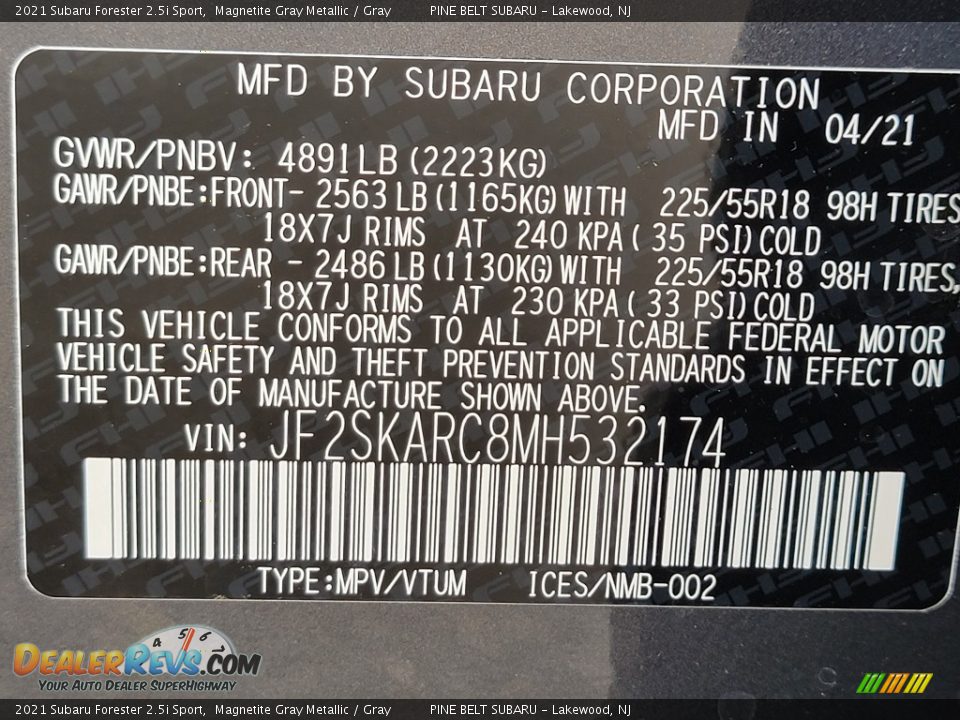 2021 Subaru Forester 2.5i Sport, Magnetite Gray Metallic / Gray PINE BELT SUBARU - Lakewood, NJ
MFD BY SUBARU CORPORATION
MFD IN 04/21
GVWR/PNBV: 4891LB (2223KG)
GAWR/PNBE:FRONT- 2563LB (1165KG) WITH 225/55R18 98H TIRES
18X7J RIMS AT 240 KPA ( 35 PSI) COLD
GAWR/PNBE:REAR - 2486LB (1130KG) WITH 225/55R18 98H TIRES,
18X7J RIMS AT 230 KPA ( 33 PSI) COLD
THIS VEHICLE CONFORMS TO ALL APPLICABLE FEDERAL MOTOR
VEHICLE SAFETY AND THEFT PREVENTION STANDARDS IN EFFECT ON
THE DATE OF MANUFACTURE SHOWN ABOVE.
VIN: JF2SKARC8MH532174
TYPE:MPV/VTUM ICES/NMB-002
4 5 6
DEALERREVS.COM
YOUR AUTO DEALER SUPERHIGHWAY
2021 Subaru Forester 2.5i Sport, Magnetite Gray Metallic / Gray PINE BELT SUBARU - Lakewood, NJ